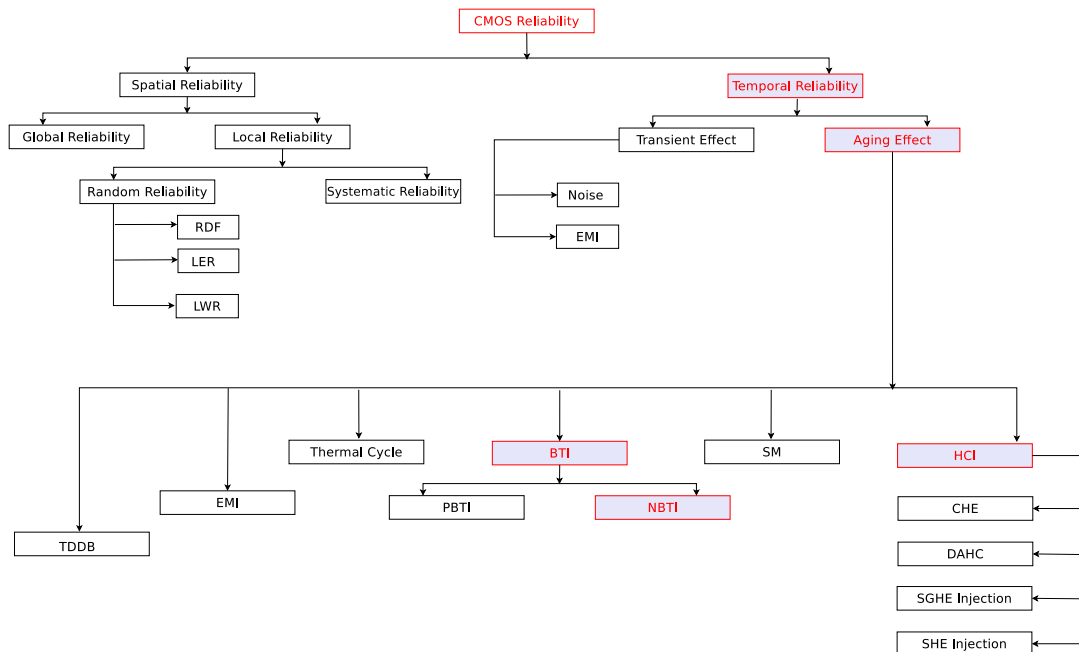 CMOS Reliability
Spatial Reliability
Temporal Reliability
Global Reliability
Local Reliability
Transient Effect
Aging Effect
Random Reliability
Systematic Reliability
Noise
RDF
EMI
LER
LWR
Thermal Cycle
BTI
SM
HCI
EMI
PBTI
NBTI
CHE
TDDB
DAHC
SGHE Injection
SHE Injection